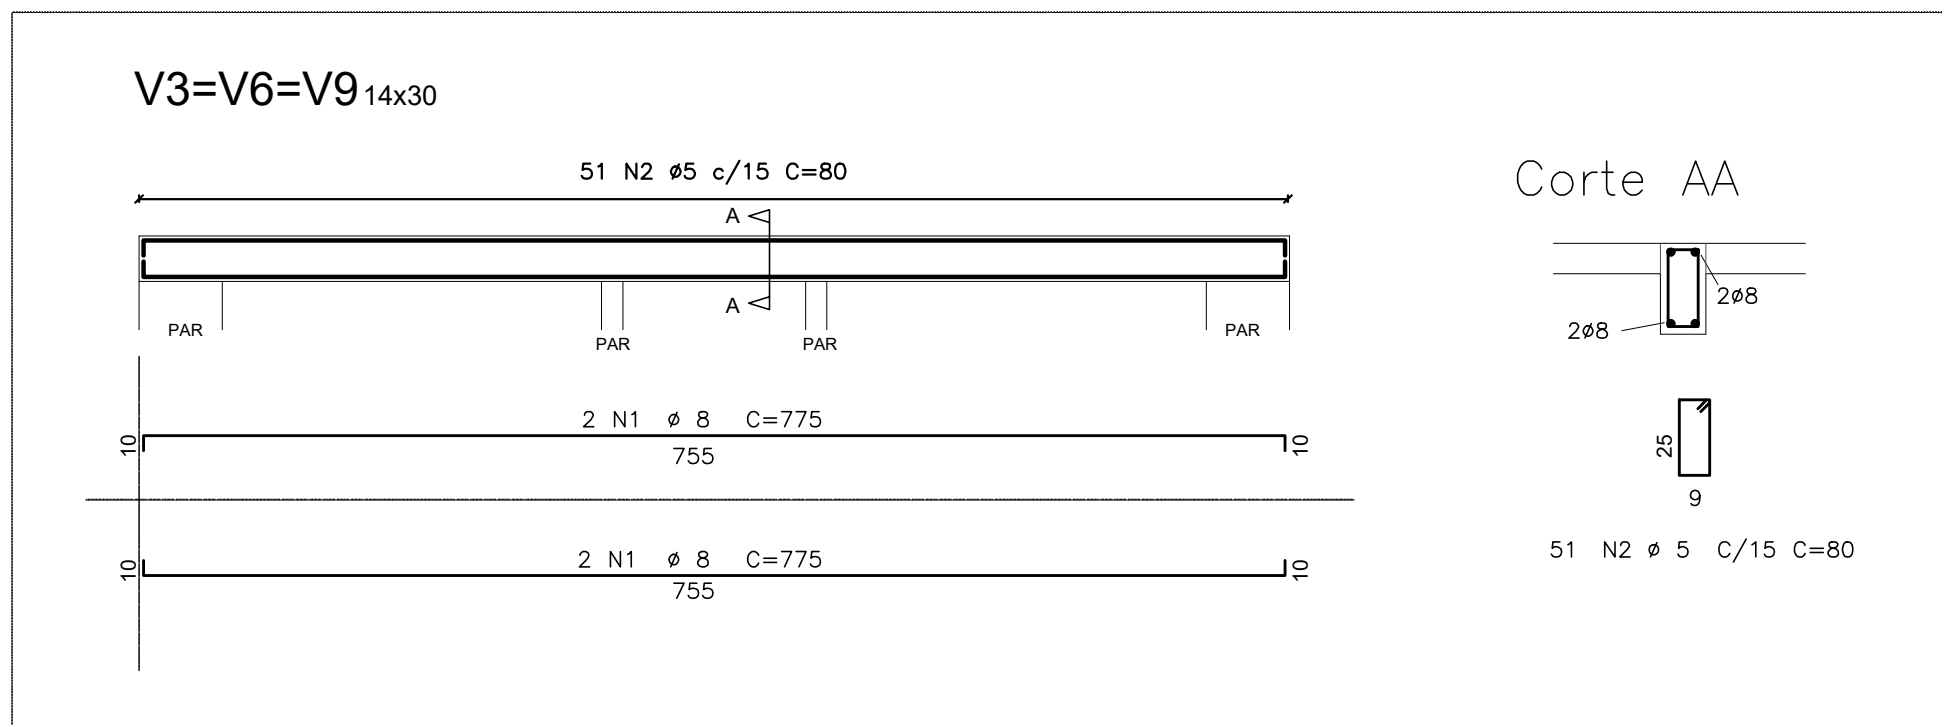 V3=V6=V9 14x30
51 N2 ø5 c/15 C=80
A
A
PAR
PAR
PAR
PAR
2 N1 ø 8 C=775
10
755
10
2 N1 ø 8 C=775
10
755
10
Corte AA
2ø8
2ø8
25
9
51 N2 ø 5 C/15 C=80